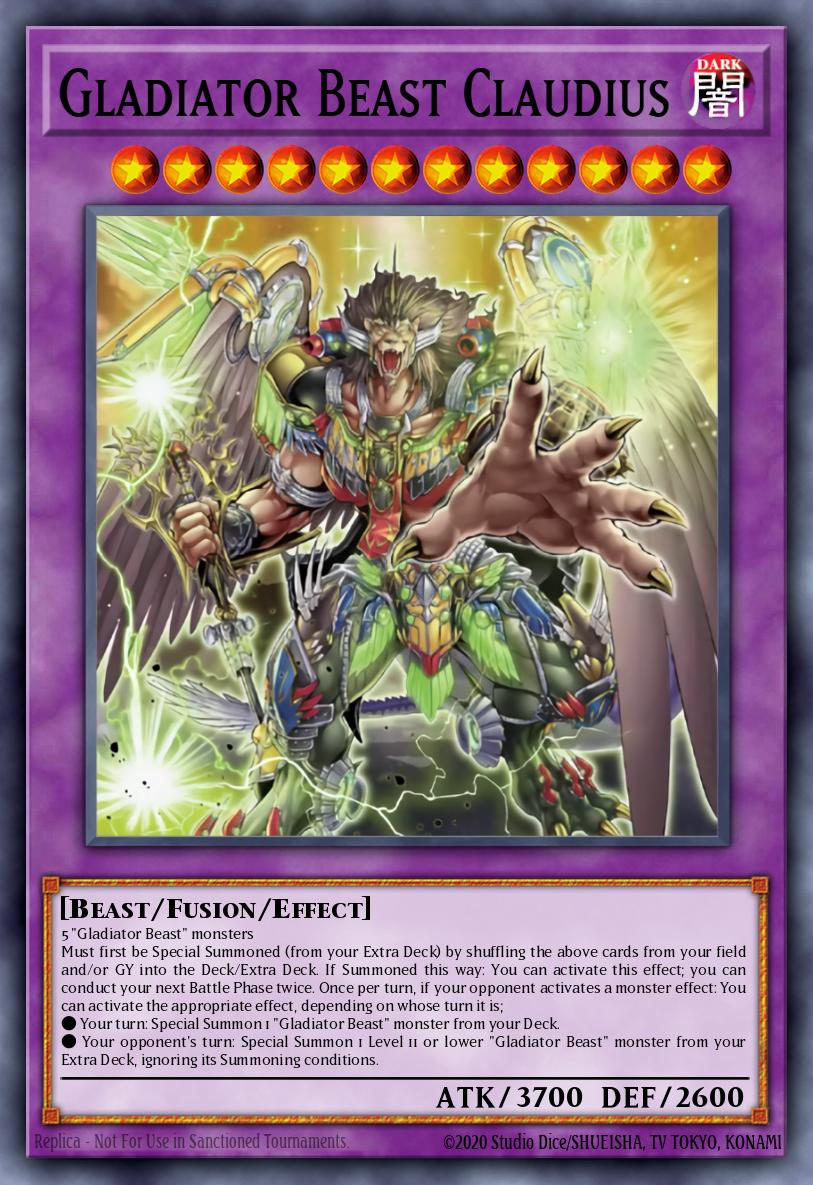 Gladiator Beast Claudius
DARK
闇
[Beast/Fusion/Effect]
5 "Gladiator Beast" monsters
Must first be Special Summoned (from your Extra Deck) by shuffling the above cards from your field
and/or GY into the Deck/Extra Deck. If Summoned this way: You can activate this effect; you can
conduct your next Battle Phase twice. Once per turn, if your opponent activates a monster effect: You
can activate the appropriate effect, depending on whose turn it is;
● Your turn: Special Summon 1 "Gladiator Beast" monster from your Deck.
● Your opponent's turn: Special Summon 1 Level 11 or lower "Gladiator Beast" monster from your
Extra Deck, ignoring its Summoning conditions.
ATK/3700 DEF/2600
Replica - Not For Use in Sanctioned Tournaments.
©2020 Studio Dice/SHUEISHA, TV TOKYO, KONAMI